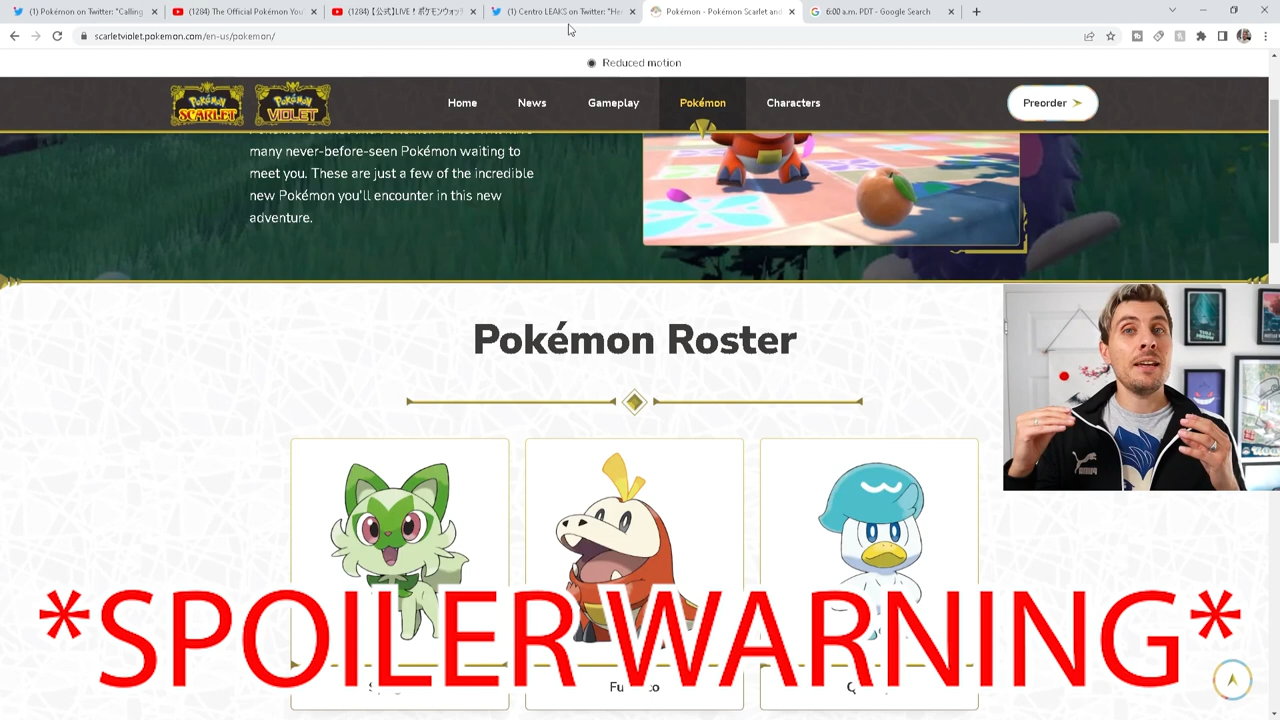 (1) Pokémon on Twitter: "Calling
(1284) The Official Pokémon You
(1284)【公式】LIVE！ポケモンウォッ
(1) Centro LEAKS on Twitter: "He
Pokémon - Pokémon Scarlet and
6:00 a.m. PDT - Google Search
scarletviolet.pokemon.com/en-us/pokemon/
Reduced motion
POKÉMON SCARLET
POKÉMON VIOLET
Home
News
Gameplay
Pokémon
Characters
Preorder
many never-before-seen Pokémon waiting to
meet you. These are just a few of the incredible
new Pokémon you'll encounter in this new
adventure.
Pokémon Roster
*SPOILER WARNING*